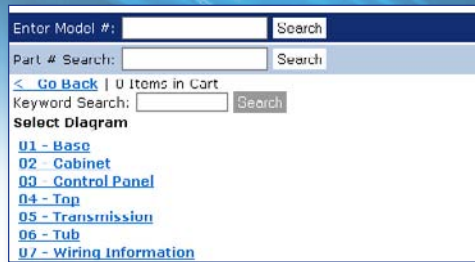 Enter Model #: Search
Part # Search: Search
< Go Back | 0 Items in Cart
Keyword Search: Search
Select Diagram
01 - Base
02 - Cabinet
03 - Control Panel
04 - Top
05 - Transmission
06 - Tub
07 - Wiring Information